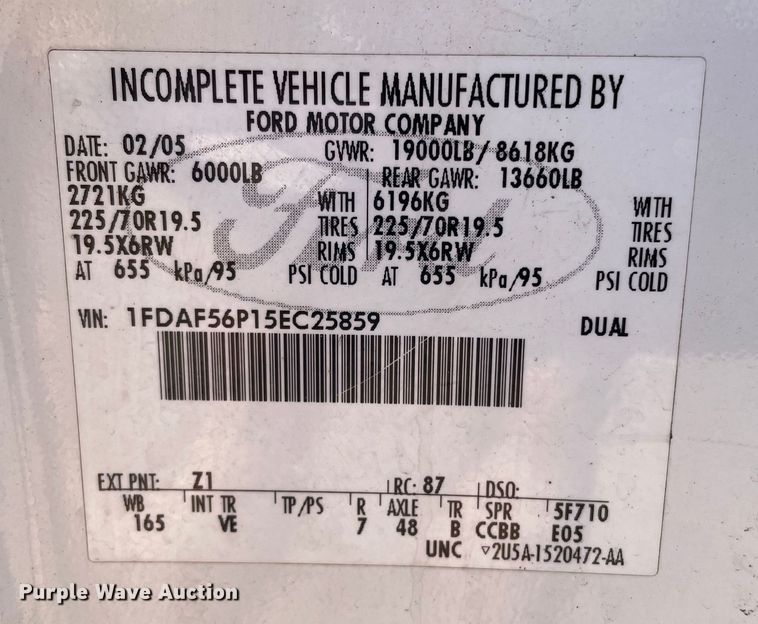 INCOMPLETE VEHICLE MANUFACTURED BY
FORD MOTOR COMPANY
DATE: 02/05 GVWR: 19000LB/ 8618KG
FRONT GAWR: 6000LB REAR GAWR: 13660LB
2721KG WITH 6196KG WITH
225/70R19.5 TIRES 225/70R19.5 TIRES
19.5X6RW RIMS 19.5X6RW RIMS
AT 655 kPa/95 PSI COLD AT 655 kPa/95 PSI COLD
VIN: 1FDAF56P15EC25859 DUAL
Ford
EXT PNT: Z1 RC: 87 DSO:
WB INT TR TP/PS R AXLE TR SPR 5F710
165 VE 7 48 B CCBB E05
UNC ▽2U5A-1520472-AA
Purple Wave Auction